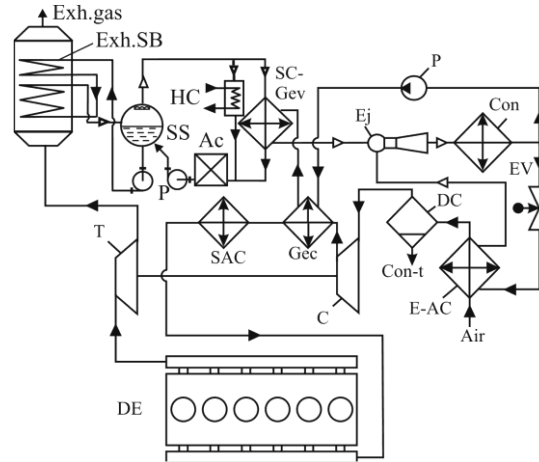 Exh.gas
Exh.SB
SC-
Gev
P
HC
Ej
Con
SS
Ac
EV
P
DC
T
SAC
Gec
Con-t
C
E-AC
Air
DE